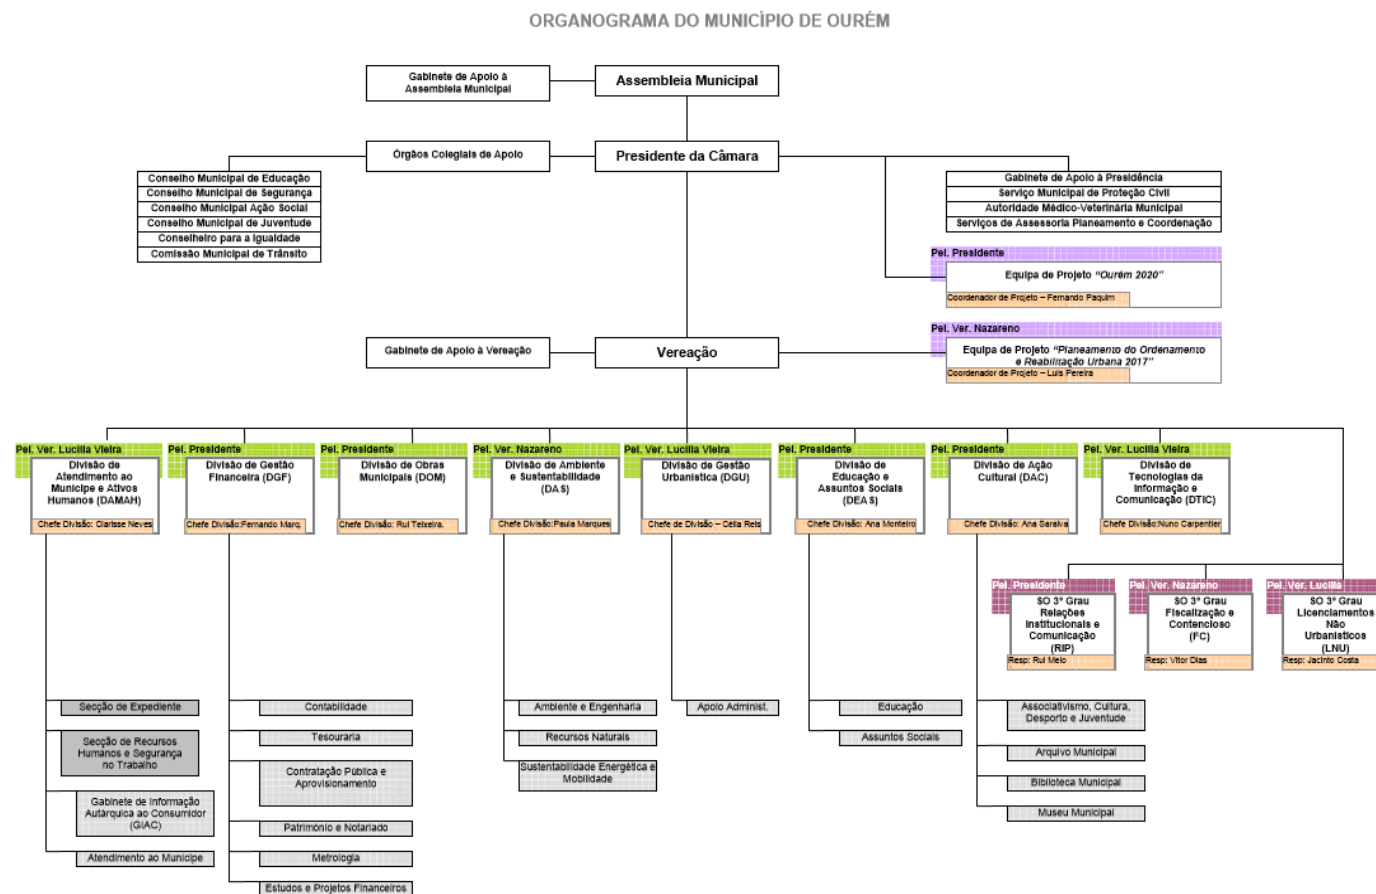 ORGANOGRAMA DO MUNICÍPIO DE OURÉM
Gabinete de Apoio à
Assembleia Municipal
Assembleia Municipal
Órgãos Colegiais de Apoio
Presidente da Câmara
Conselho Municipal de Educação
Conselho Municipal de Segurança
Conselho Municipal Ação Social
Conselho Municipal de Juventude
Conselheiro para a Igualdade
Comissão Municipal de Trânsito
Gabinete de Apoio à Presidência
Serviço Municipal de Proteção Civil
Autoridade Médico-Veterinária Municipal
Serviços de Assessoria Planeamento e Coordenação
Pel. Presidente
Equipa de Projeto “Ourém 2020”
Coordenador de Projeto – Fernando Paquim
Gabinete de Apoio à Vereação
Vereação
Pel. Ver. Nazareno
Equipa de Projeto “Planeamento do Ordenamento
e Reabilitação Urbana 2017”
Coordenador de Projeto – Luis Pereira
Pel. Ver. Lucilia Vieira
Divisão de
Atendimento ao
Municipe e Ativos
Humanos (DAMAH)
Chefe Divisão: Clarisse Neves
Pel. Presidente
Divisão de Gestão
Financeira (DGF)
Chefe Divisão:Fernando Marq.
Pel. Presidente
Divisão de Obras
Municipais (DOM)
Chefe Divisão: Rui Teixeira.
Pel. Ver. Nazareno
Divisão de Ambiente
e Sustentabilidade
(DAS)
Chefe Divisão:Paula Marques
Pel. Ver. Lucilia Vieira
Divisão de Gestão
Urbanistica (DGU)
Chefe de Divisão – Célia Reis
Pel. Presidente
Divisão de
Educação e
Assuntos Sociais
(DEAS)
Chefe Divisão: Ana Monteiro
Pel. Presidente
Divisão de Ação
Cultural (DAC)
Chefe Divisão: Ana Saraiva
Pel. Ver. Lucilia Vieira
Divisão de
Tecnologias da
Informação e
Comunicação (DTIC)
Chefe Divisão:Nuno Carpentier
Pel. Presidente
SO 3º Grau
Relações
Institucionais e
Comunicação
(RIP)
Resp: Rui Melo
Pel. Ver. Nazareno
SO 3º Grau
Fiscalização e
Contencioso
(FC)
Resp: Vitor Dias
Pel. Ver. Lucilia
SO 3º Grau
Licenciamentos
Não
Urbanisticos
(LNU)
Resp: Jacinto Costa
Secção de Expediente
Secção de Recursos
Humanos e Segurança
no Trabalho
Gabinete de Informação
Autárquica ao Consumidor
(GIAC)
Atendimento ao Municipe
Contabilidade
Tesouraria
Contratação Pública e
Aprovisionamento
Património e Notariado
Metrologia
Estudos e Projetos Financeiros
Ambiente e Engenharia
Recursos Naturais
Sustentabilidade Energética e
Mobilidade
Apoio Administ.
Educação
Assuntos Sociais
Associativismo, Cultura,
Desporto e Juventude
Arquivo Municipal
Biblioteca Municipal
Museu Municipal